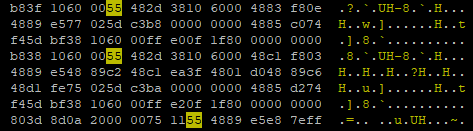 b83f 1060 0055 482d 3810 6000 4883 f80e .?.`.UH-8.`.H...
4889 e577 025d c3b8 0000 0000 4885 c074 H..w.]......H..t
f45d bf38 1060 00ff e00f 1f80 0000 0000 .].8.`..........
b838 1060 0055 482d 3810 6000 48c1 f803 .8.`.UH-8.`.H...
4889 e548 89c2 48c1 ea3f 4801 d048 89c6 H..H..H..?H..H..
48d1 fe75 025d c3ba 0000 0000 4885 d274 H..u.]......H..t
f45d bf38 1060 00ff e20f 1f80 0000 0000 .].8.`..........
803d 8d0a 2000 0075 1155 4889 e5e8 7eff .=.. ..u.UH...~.